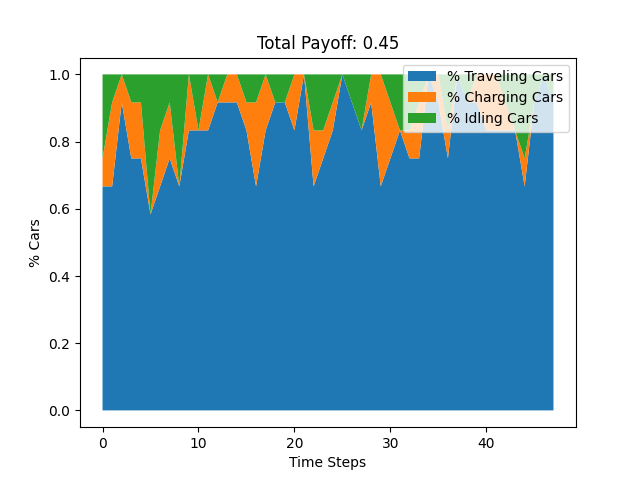 Total Payoff: 0.45
% Traveling Cars
% Charging Cars
% Idling Cars
% Cars
1.0
0.8
0.6
0.4
0.2
0.0
0 10 20 30 40
Time Steps